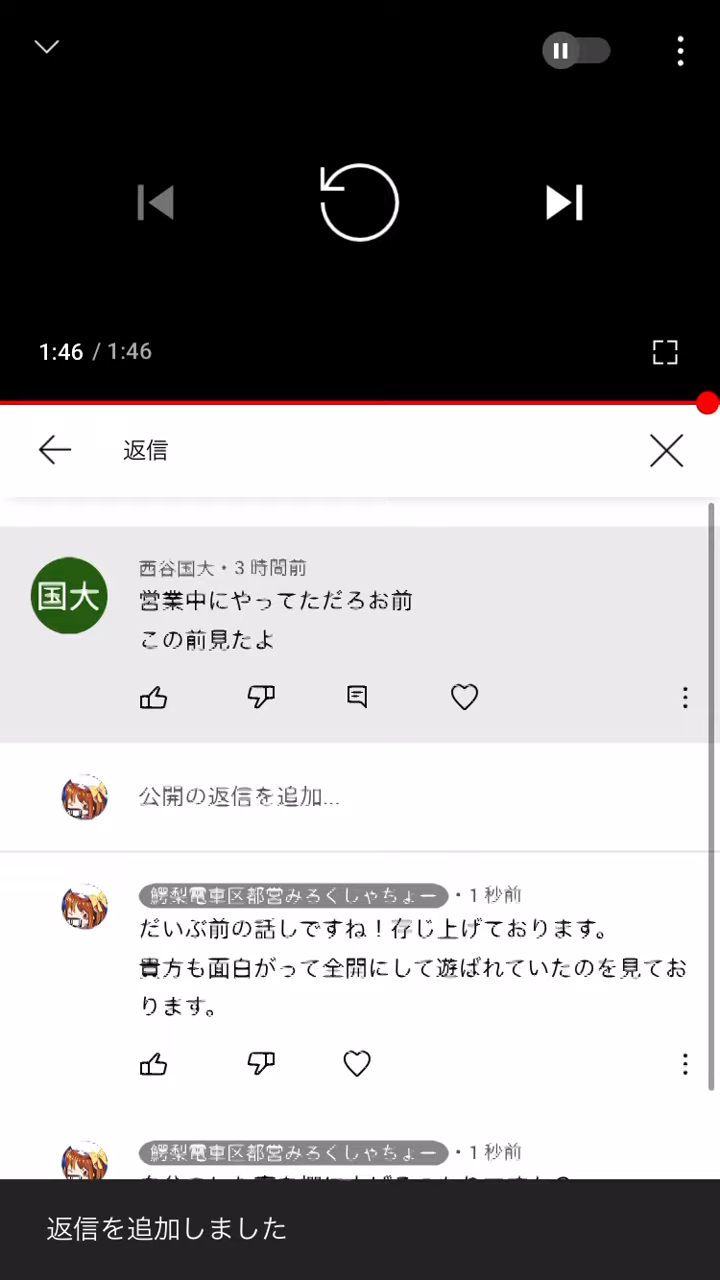 1:46 / 1:46
返信
国大
西谷国大・3 時間前
営業中にやってただろお前
この前見たよ
公開の返信を追加...
鰐梨電車区都営みろくしゃちょー・1 秒前
だいぶ前の話しですね！存じ上げております。
貴方も面白がって全開にして遊ばれていたのを見てお
ります。
鰐梨電車区都営みろくしゃちょー・1 秒前
返信を追加しました